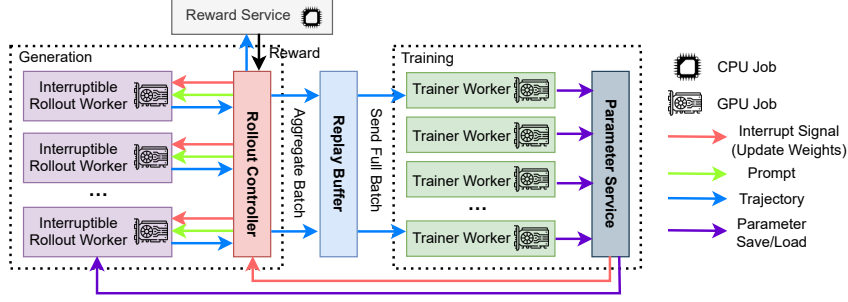 Reward Service
Reward
Generation
Interruptible
Rollout Worker
Interruptible
Rollout Worker
...
Interruptible
Rollout Worker
Rollout Controller
Aggregate Batch
Replay Buffer
Send Full Batch
Training
Trainer Worker
Trainer Worker
Trainer Worker
...
Trainer Worker
Parameter Service
CPU Job
GPU Job
Interrupt Signal
(Update Weights)
Prompt
Trajectory
Parameter
Save/Load